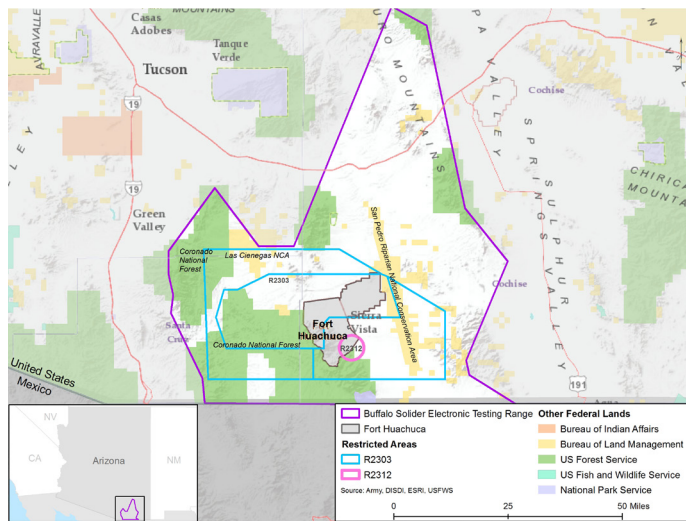 Casas
Adobes
MOUNTAINS
AVRAVALLEY
Tanque
Verde
Tucson
MOUNTAINS
VALLEY
Cochise
19
19
Green
Valley
SULPHUR
SPRINGS VALLEY
CHIRICA
MOUNTA
Coronado
National
Forest
Las Cienegas NCA
R2303
San Pedro Riparian National Conservation Area
Cochise
Santa
Cruz
Fort
Huachuca
Sierra
Vista
Coronado National Forest
R2312
United States
Mexico
191
NV
CA
Arizona
NM
Buffalo Solider Electronic Testing Range
Fort Huachuca
Restricted Areas
R2303
R2312
Source: Army, DISDI, ESRI, USFWS
Other Federal Lands
Bureau of Indian Affairs
Bureau of Land Management
US Forest Service
US Fish and Wildlife Service
National Park Service
0 25 50 Miles